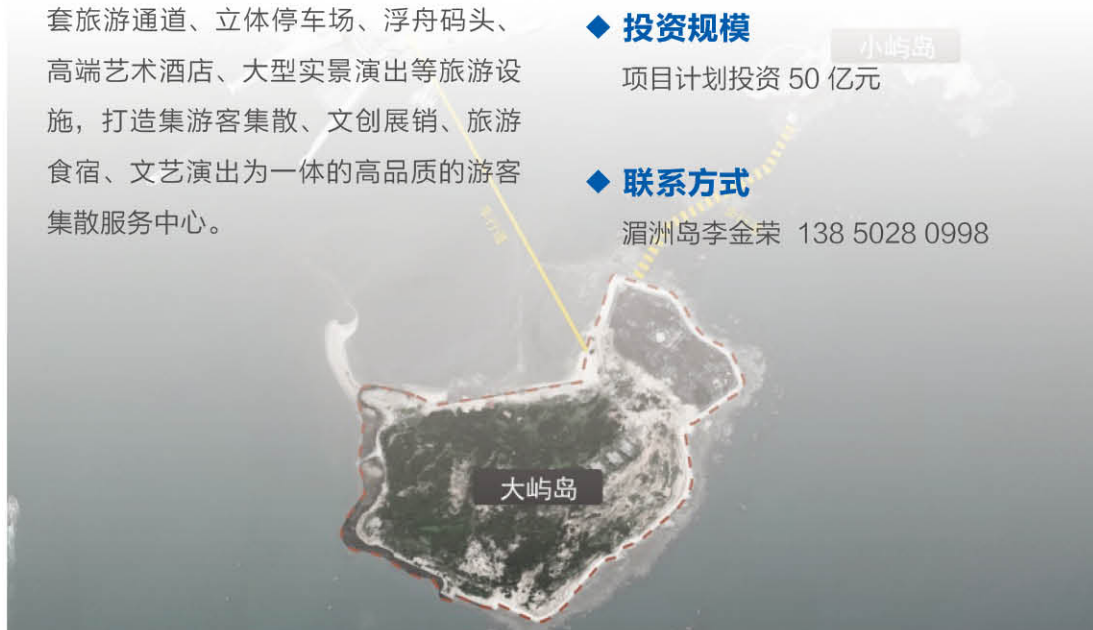 套旅游通道、立体停车场、浮舟码头、
高端艺术酒店、大型实景演出等旅游设
施，打造集游客集散、文创展销、旅游
食宿、文艺演出为一体的高品质的游客
集散服务中心。
投资规模
项目计划投资 50 亿元
联系方式
湄洲岛李金荣 138 5028 0998
小屿岛
大屿岛